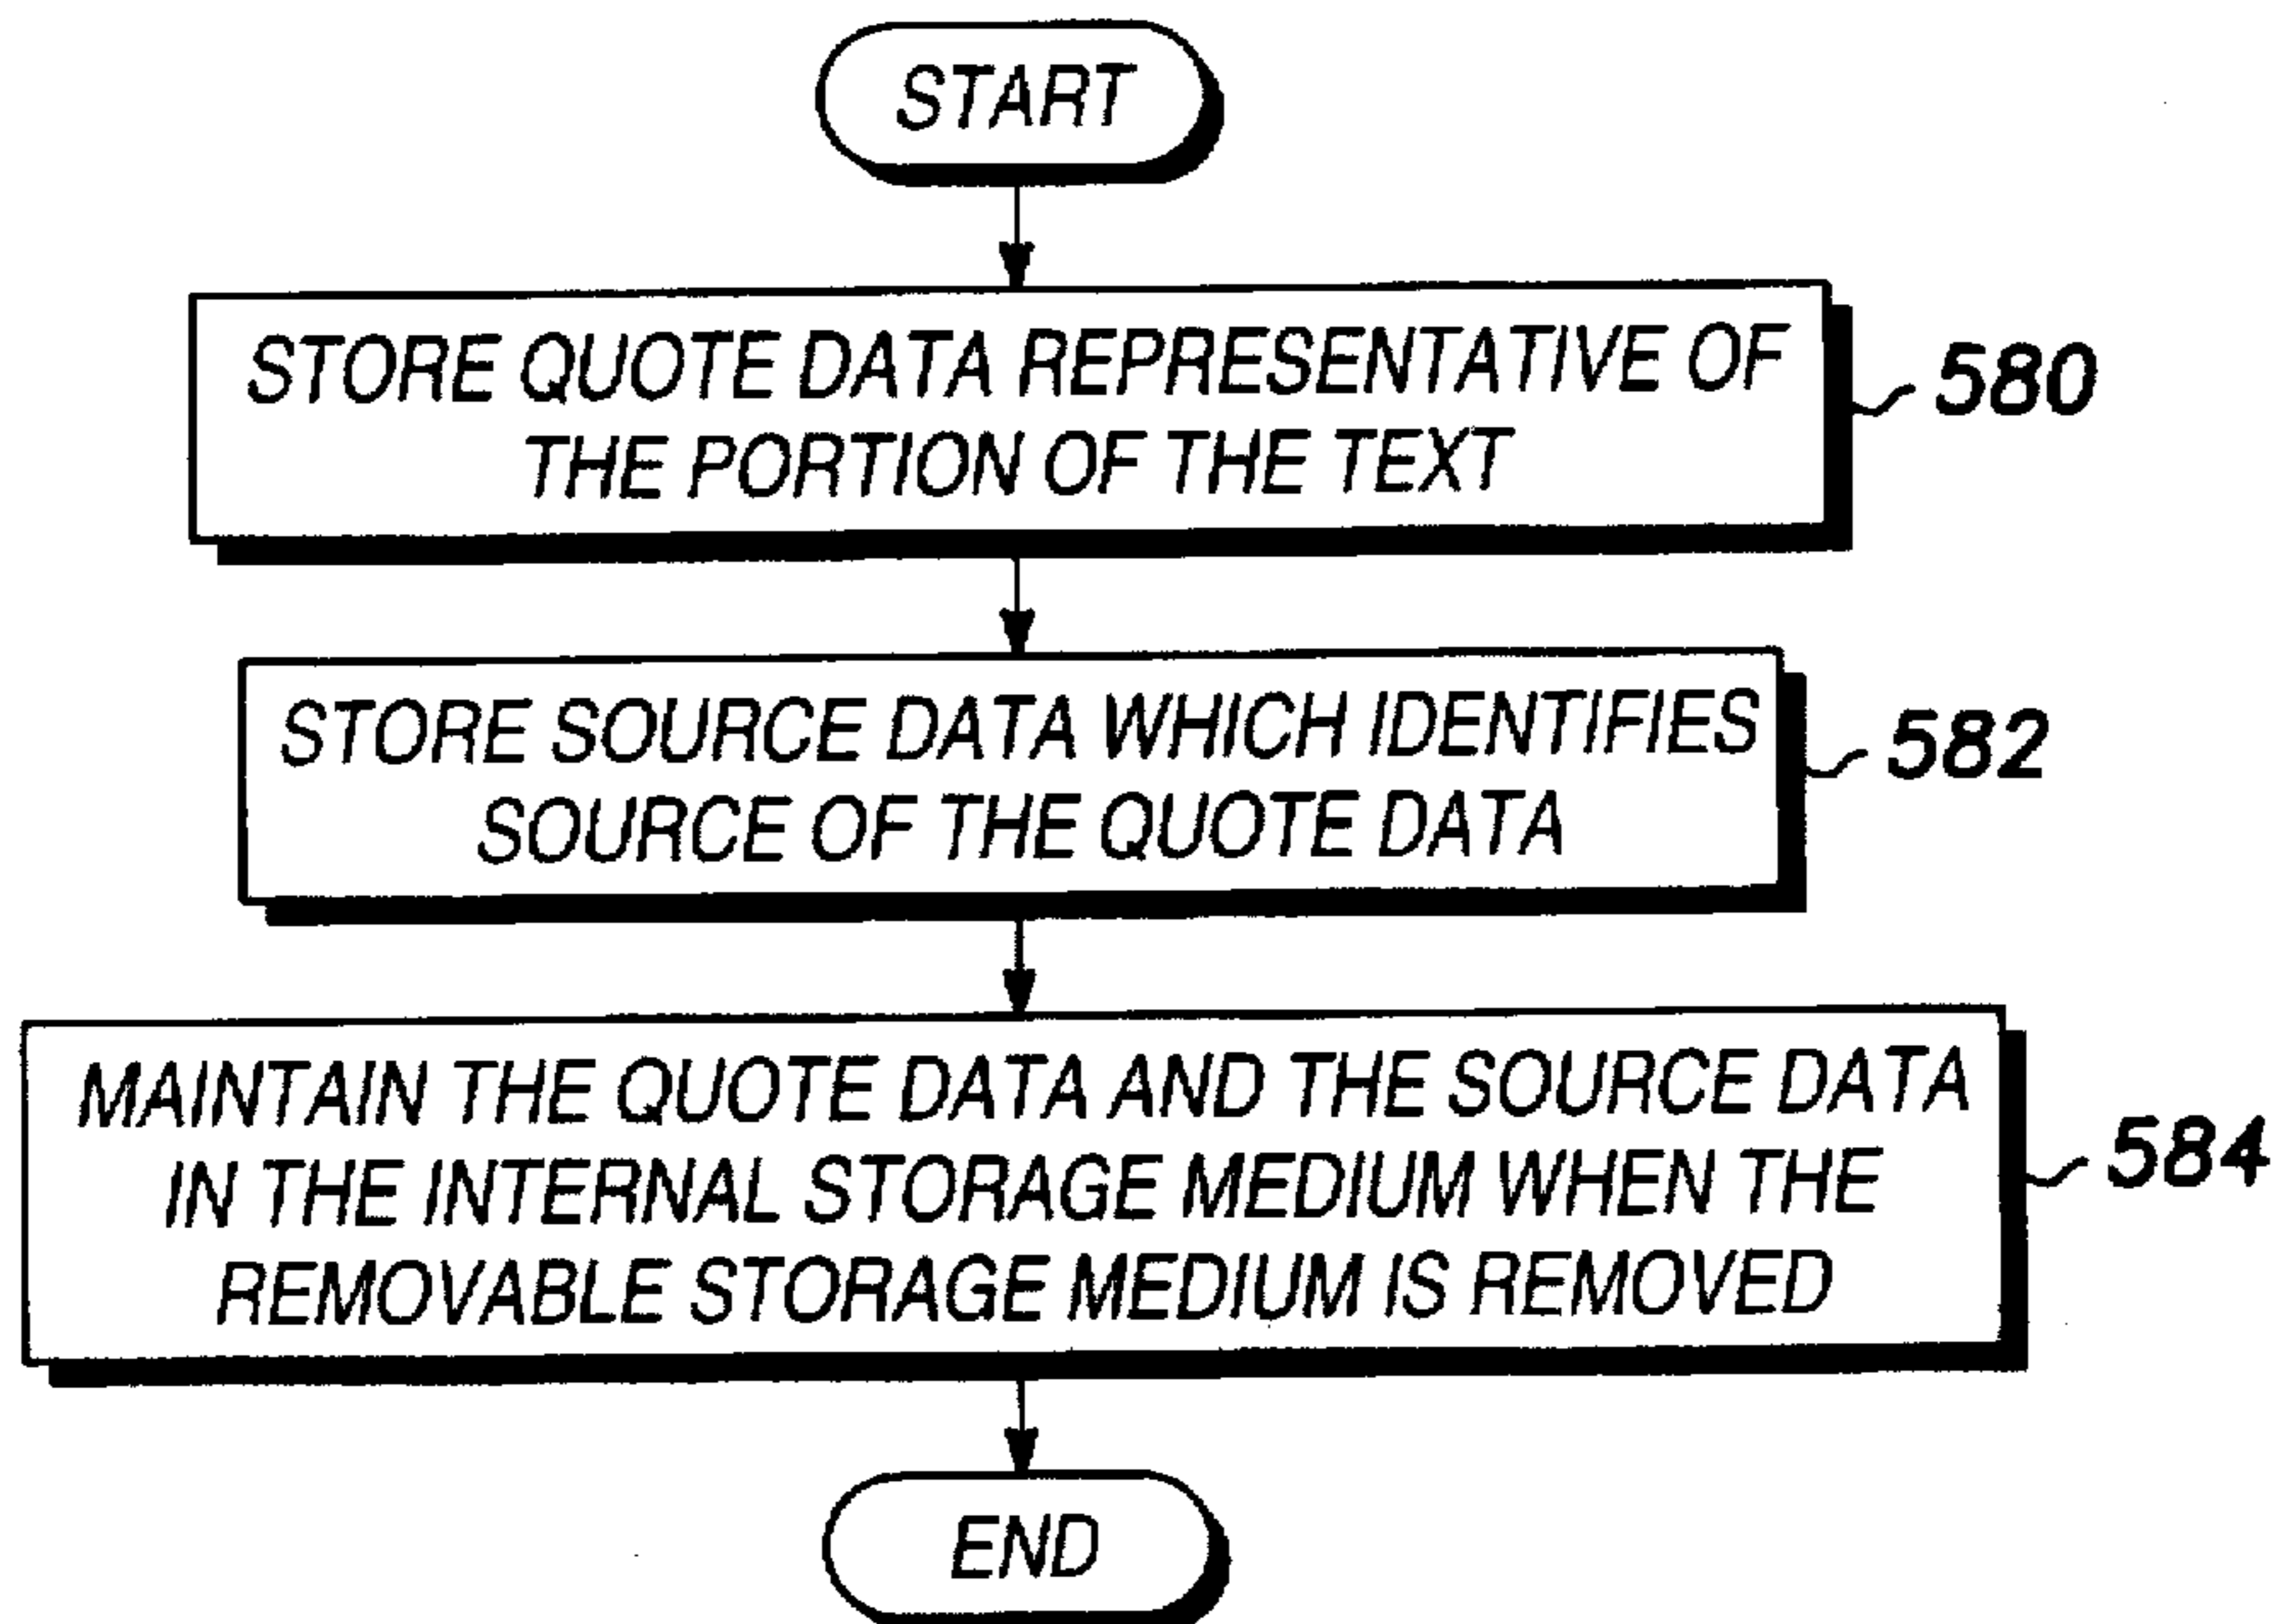 START
STORE QUOTE DATA REPRESENTATIVE OF
THE PORTION OF THE TEXT
580
STORE SOURCE DATA WHICH IDENTIFIES
SOURCE OF THE QUOTE DATA
582
MAINTAIN THE QUOTE DATA AND THE SOURCE DATA
IN THE INTERNAL STORAGE MEDIUM WHEN THE
REMOVABLE STORAGE MEDIUM IS REMOVED
584
END